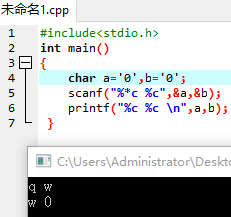 未命名1.cpp
1 #include<stdio.h>
2 int main()
3 {
4 char a='0',b='0';
5 scanf("%*c %c",&a,&b);
6 printf("%c %c \n",a,b);
7 }
C:\Users\Administrator\Deskto
q w
w 0